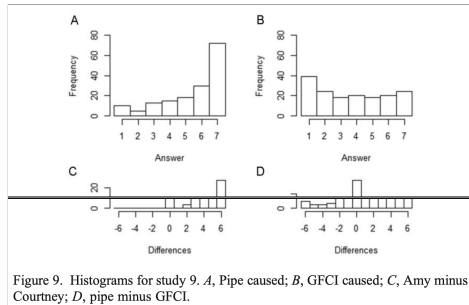 A
B
Frequency
0 20 40 60 80
1 2 3 4 5 6 7
Answer
Frequency
0 20 40 60 80
1 2 3 4 5 6 7
Answer
C
D
0 20
-6 -4 -2 0 2 4 6
Differences
0
-6 -4 -2 0 2 4 6
Differences
Figure 9. Histograms for study 9. A, Pipe caused; B, GFCI caused; C, Amy minus
Courtney; D, pipe minus GFCI.